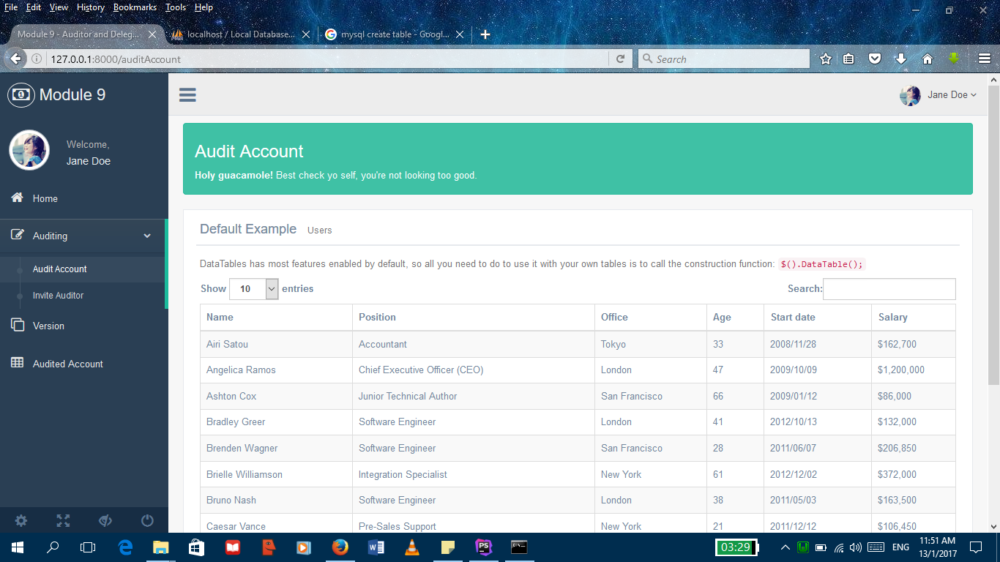 File Edit View History Bookmarks Tools Help
Module 9 - Auditor and Deleg... localhost / Local Database... mysql create table - Googl...
127.0.0.1:8000/auditAccount Search
Module 9
Jane Doe
Welcome,
Jane Doe
Home
Auditing
Audit Account
Invite Auditor
Version
Audited Account
Audit Account
Holy guacamole! Best check yo self, you're not looking too good.
Default Example Users
DataTables has most features enabled by default, so all you need to do to use it with your own tables is to call the construction function: $().DataTable();
Show 10 entries Search:
Name Position Office Age Start date Salary
Airi Satou Accountant Tokyo 33 2008/11/28 $162,700
Angelica Ramos Chief Executive Officer (CEO) London 47 2009/10/09 $1,200,000
Ashton Cox Junior Technical Author San Francisco 66 2009/01/12 $86,000
Bradley Greer Software Engineer London 41 2012/10/13 $132,000
Brenden Wagner Software Engineer San Francisco 28 2011/06/07 $206,850
Brielle Williamson Integration Specialist New York 61 2012/12/02 $372,000
Bruno Nash Software Engineer London 38 2011/05/03 $163,500
Caesar Vance Pre-Sales Support New York 21 2011/12/12 $106,450
03:29 ENG 11:51 AM
13/1/2017